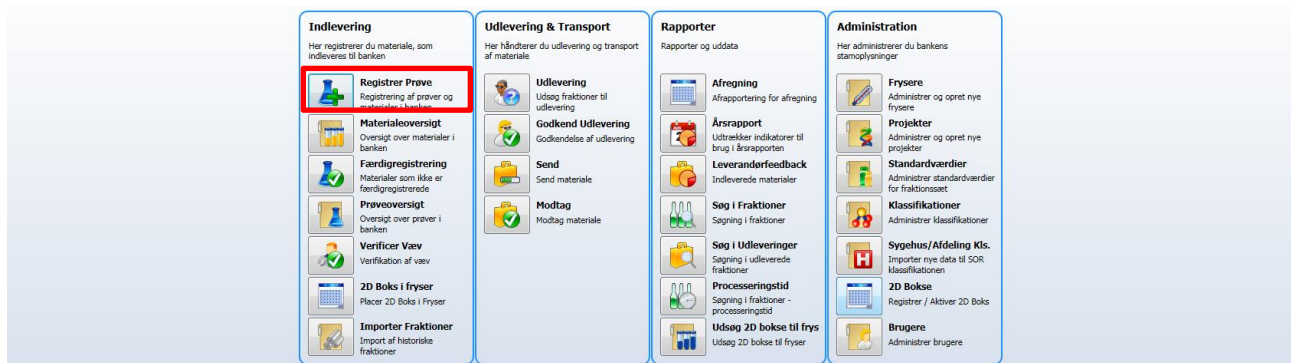 Indlevering
Her registrerer du materiale, som
indleveres til banken
Registrer Prøve
Registrering af prøver og
materialer i banken
Materialeoversigt
Oversigt over materialer i
banken
Færdigregistrering
Materialer som ikke er
færdigregistrerede
Prøveoversigt
Oversigt over prøver i
banken
Verificer Væv
Verifikation af væv
2D Boks i fryser
Placer 2D Boks i Fryser
Importer Fraktioner
Import af historiske
fraktioner
Udlevering & Transport
Her håndterer du udlevering og transport
af materiale
Udlevering
Udsøg fraktioner til
udlevering
Godkend Udlevering
Godkendelse af udlevering
Send
Send materiale
Modtag
Modtag materiale
Rapporter
Rapporter og uddata
Afregning
Afrapportering for afregning
Årsrapport
Udtrækker indikatorer til
brug i årsrapporten
Leverandørfeedback
Indleverede materialer
Søg i Fraktioner
Søgning i fraktioner
Søg i Udleveringer
Søgning i udleverede
fraktioner
Processeringstid
Søgning i fraktioner -
processeringstid
Udsøg 2D bokse til frys
Udsøg 2D bokse til fryser
Administration
Her administrerer du bankens
stamoplysninger
Frysere
Administrer og opret nye
frysere
Projekter
Administrer og opret nye
projekter
Standardværdier
Administrer standardværdier
for fraktionssæt
Klassifikationer
Administrer klassifikationer
Sygehus/Afdeling Kls.
Importer nye data til SOR
klassifikationen
2D Bokse
Registrer / Aktiver 2D Boks
Brugere
Administrer brugere